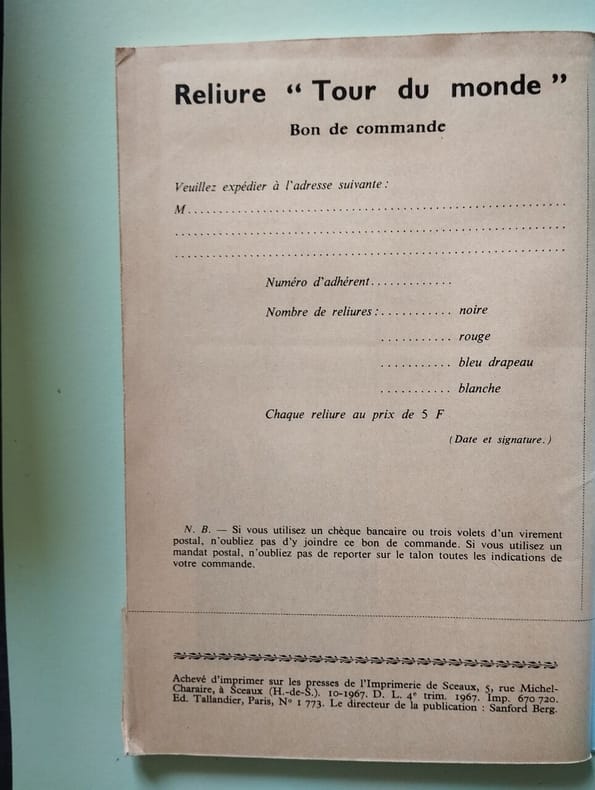 Reliure “ Tour du monde ”
Bon de commande
Veuillez expédier à l'adresse suivante :
M..........................................................
..........................................................
..........................................................
Numéro d'adhérent.............
Nombre de reliures :........... noire
........... rouge
........... bleu drapeau
........... blanche
Chaque reliure au prix de 5 F
(Date et signature.)
N. B. — Si vous utilisez un chèque bancaire ou trois volets d'un virement
postal, n'oubliez pas d'y joindre ce bon de commande. Si vous utilisez un
mandat postal, n'oubliez pas de reporter sur le talon toutes les indications de
votre commande.
Achevé d'imprimer sur les presses de l'Imprimerie de Sceaux, 5, rue Michel-
Charaire, à Sceaux (H.-de-S.). 10-1967. D. L. 4e trim. 1967. Imp. 670 720.
Ed. Tallandier, Paris, No 1 773. Le directeur de la publication : Sanford Berg.